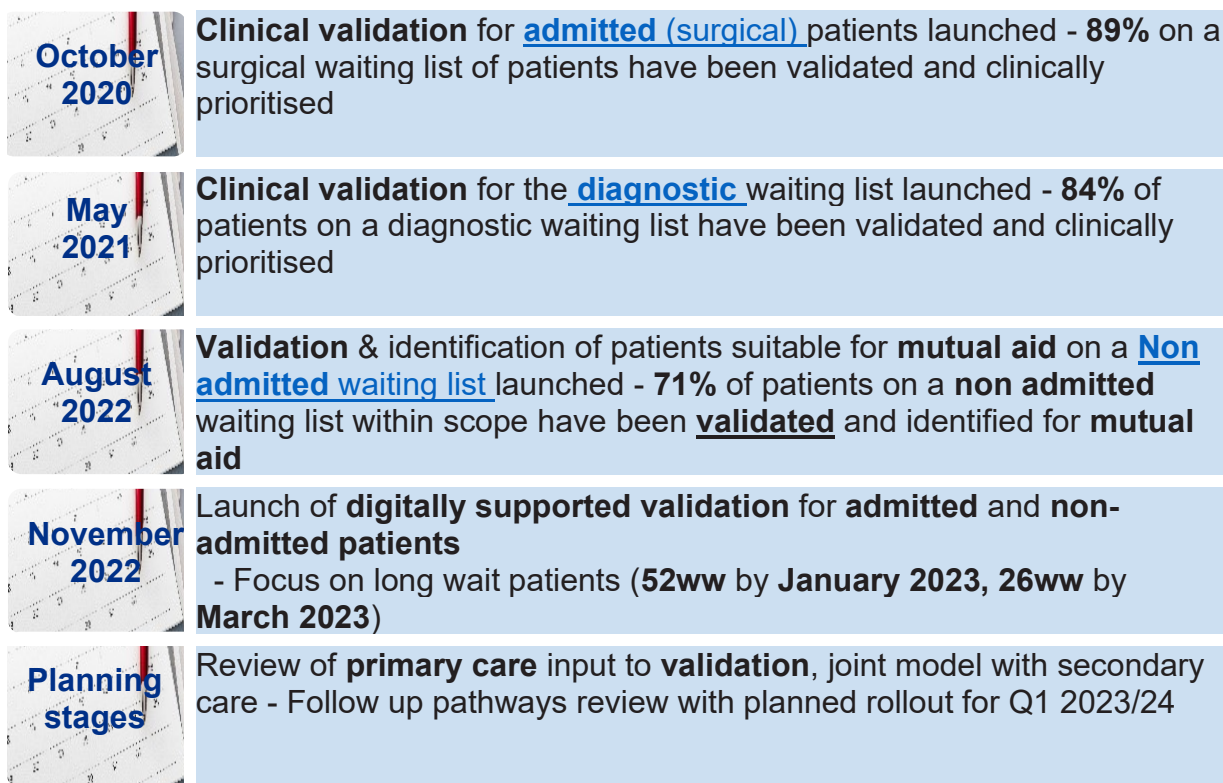 October
2020
Clinical validation for admitted (surgical) patients launched - 89% on a
surgical waiting list of patients have been validated and clinically
prioritised
May
2021
Clinical validation for the diagnostic waiting list launched - 84% of
patients on a diagnostic waiting list have been validated and clinically
prioritised
August
2022
Validation & identification of patients suitable for mutual aid on a Non
admitted waiting list launched - 71% of patients on a non admitted
waiting list within scope have been validated and identified for mutual
aid
November
2022
Launch of digitally supported validation for admitted and non-
admitted patients
- Focus on long wait patients (52ww by January 2023, 26ww by
March 2023)
Planning
stages
Review of primary care input to validation, joint model with secondary
care - Follow up pathways review with planned rollout for Q1 2023/24